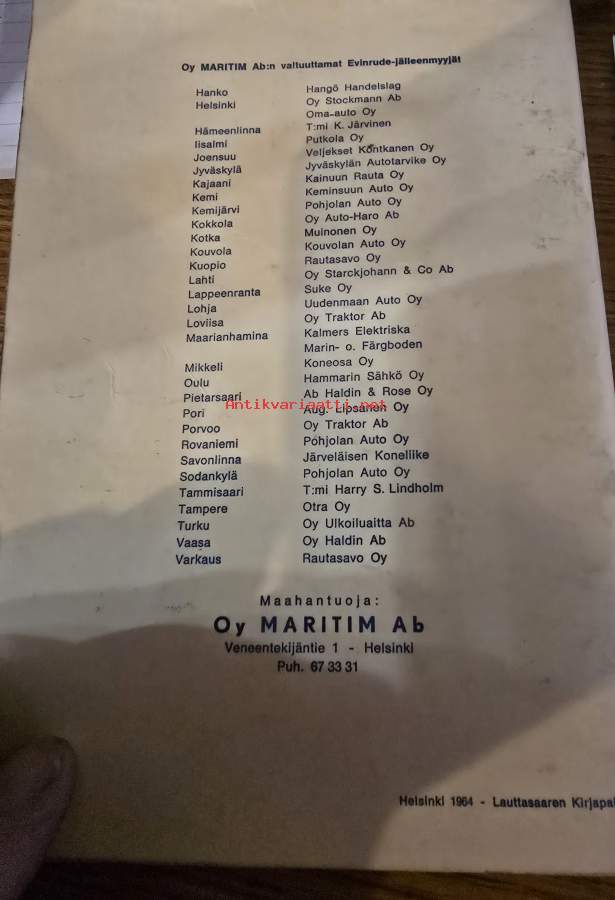 Oy MARITIM Ab:n valtuuttamat Evinrude-jälleenmyyjät
Hanko Hangö Handelslag
Helsinki Oy Stockmann Ab
Oma-auto Oy
Hämeenlinna T:mi K. Järvinen
Iisalmi Putkola Oy
Joensuu Veljekset Kontkanen Oy
Jyväskylä Jyväskylän Autotarvike Oy
Kajaani Kainuun Rauta Oy
Kemi Keminsuun Auto Oy
Kemijärvi Pohjolan Auto Oy
Kokkola Oy Auto-Haro Ab
Kotka Muinonen Oy
Kouvola Kouvolan Auto Oy
Kuopio Rautasavo Oy
Lahti Oy Starckjohann & Co Ab
Lappeenranta Suke Oy
Lohja Uudenmaan Auto Oy
Loviisa Oy Traktor Ab
Maarianhamina Kalmers Elektriska
Marin- o. Färgboden
Mikkeli Koneosa Oy
Oulu Hammarin Sähkö Oy
Pietarsaari Ab Haldin & Rose Oy
Antikvariaatti.net
Pori Aug. Lipsanen Oy
Porvoo Oy Traktor Ab
Rovaniemi Pohjolan Auto Oy
Savonlinna Järveläisen Koneliike
Sodankylä Pohjolan Auto Oy
Tammisaari T:mi Harry S. Lindholm
Tampere Otra Oy
Turku Oy Ulkoiluaitta Ab
Vaasa Oy Haldin Ab
Varkaus Rautasavo Oy
Maahantuoja:
Oy MARITIM Ab
Veneentekijäntie 1 - Helsinki
Puh. 67 33 31
Helsinki 1964 - Lauttasaaren Kirjapai